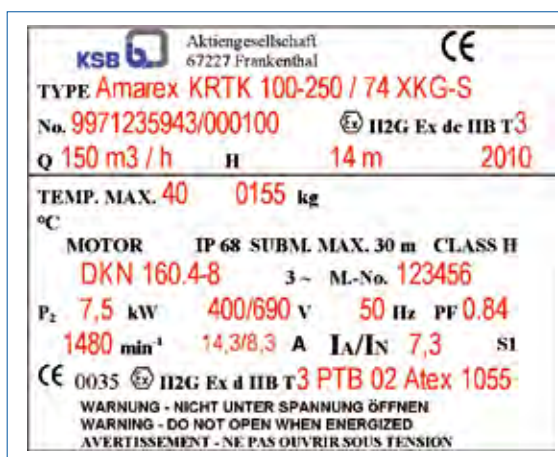 KSB Aktiengesellschaft
67227 Frankenthal CE
TYPE Amarex KRTK 100-250 / 74 XKG-S
No. 9971235943/000100 Ex II2G Ex de IIB T3
Q 150 m3 / h H 14 m 2010
TEMP. MAX. 40 0155 kg
°C
MOTOR IP 68 SUBM. MAX. 30 m CLASS H
DKN 160.4-8 3 ~ M.-No. 123456
P₂ 7,5 kW 400/690 V 50 Hz PF 0.84
1480 min⁻¹ 14,3/8,3 A IA/IN 7,3 S1
CE 0035 Ex II2G Ex d IIB T3 PTB 02 Atex 1055
WARNUNG - NICHT UNTER SPANNUNG ÖFFNEN
WARNING - DO NOT OPEN WHEN ENERGIZED
AVERTISSEMENT - NE PAS OUVRIR SOUS TENSION